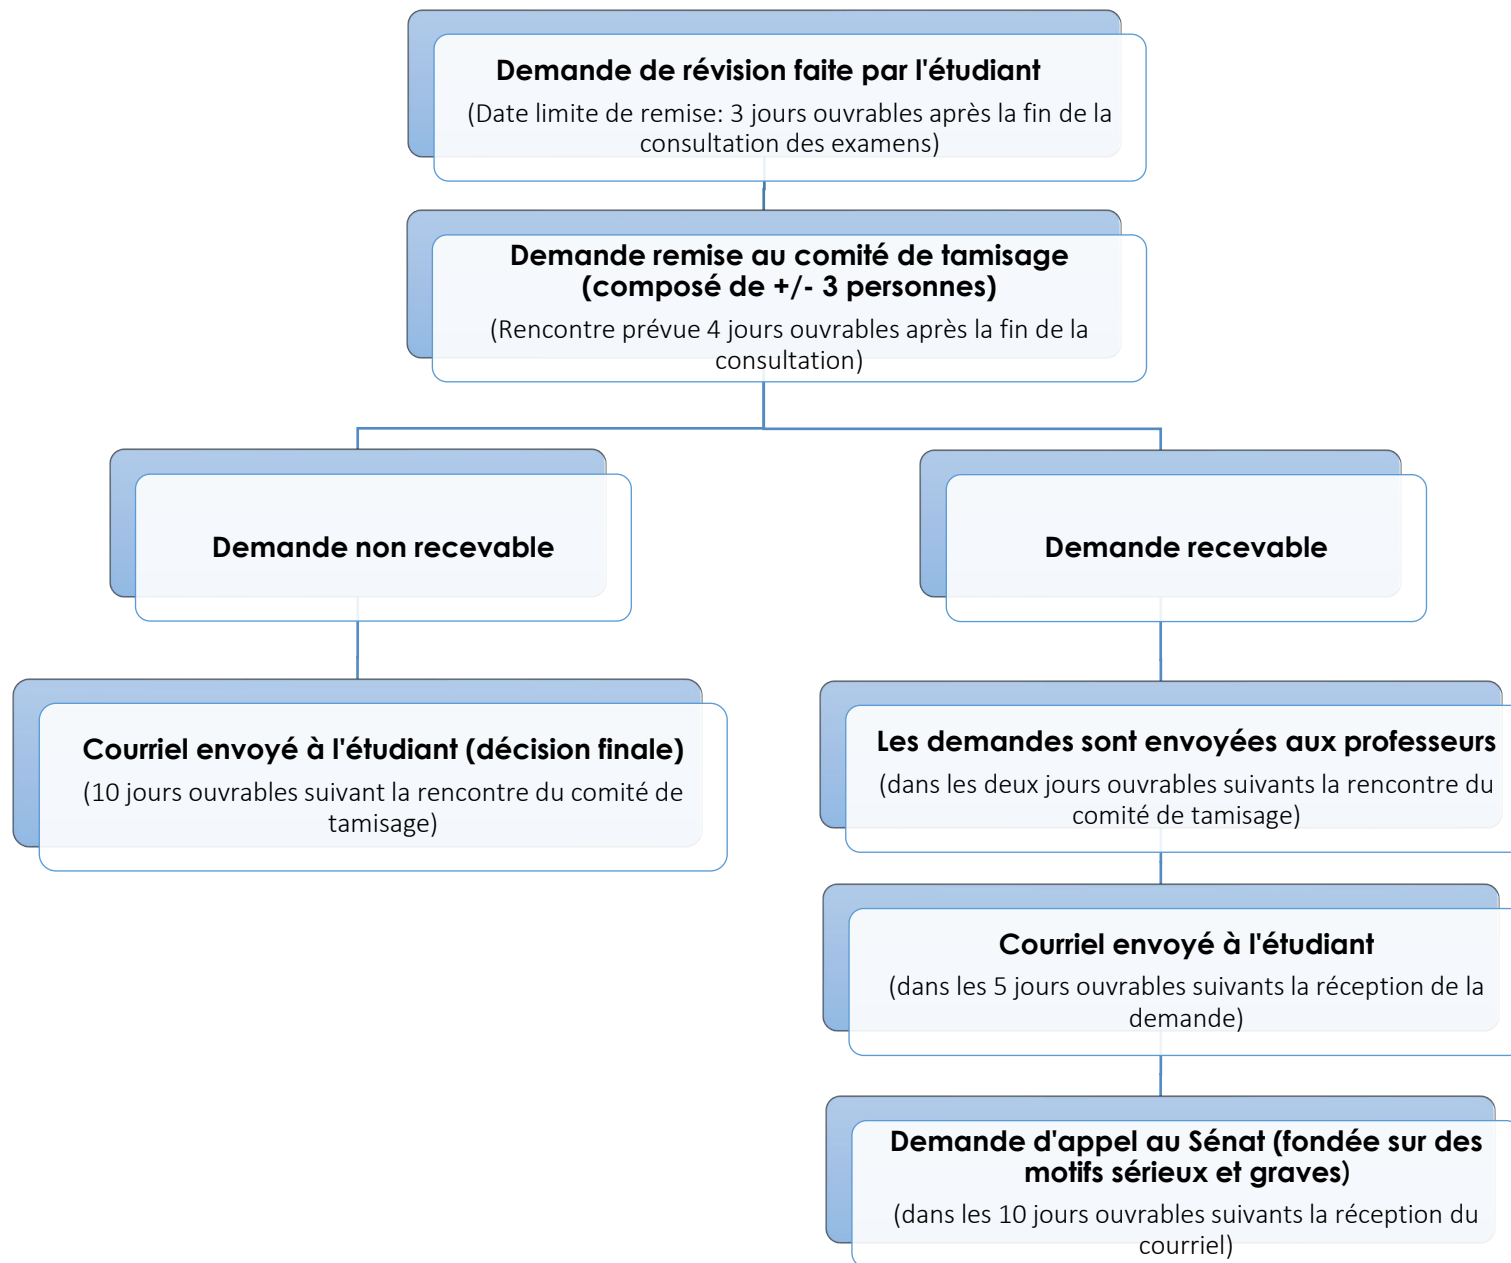 Demande de révision faite par l'étudiant
(Date limite de remise: 3 jours ouvrables après la fin de la
consultation des examens)
Demande remise au comité de tamisage
(composé de +/- 3 personnes)
(Rencontre prévue 4 jours ouvrables après la fin de la
consultation)
Demande non recevable
Demande recevable
Courriel envoyé à l'étudiant (décision finale)
(10 jours ouvrables suivant la rencontre du comité de
tamisage)
Les demandes sont envoyées aux professeurs
(dans les deux jours ouvrables suivants la rencontre du
comité de tamisage)
Courriel envoyé à l'étudiant
(dans les 5 jours ouvrables suivants la réception de la
demande)
Demande d'appel au Sénat (fondée sur des
motifs sérieux et graves)
(dans les 10 jours ouvrables suivants la réception du
courriel)